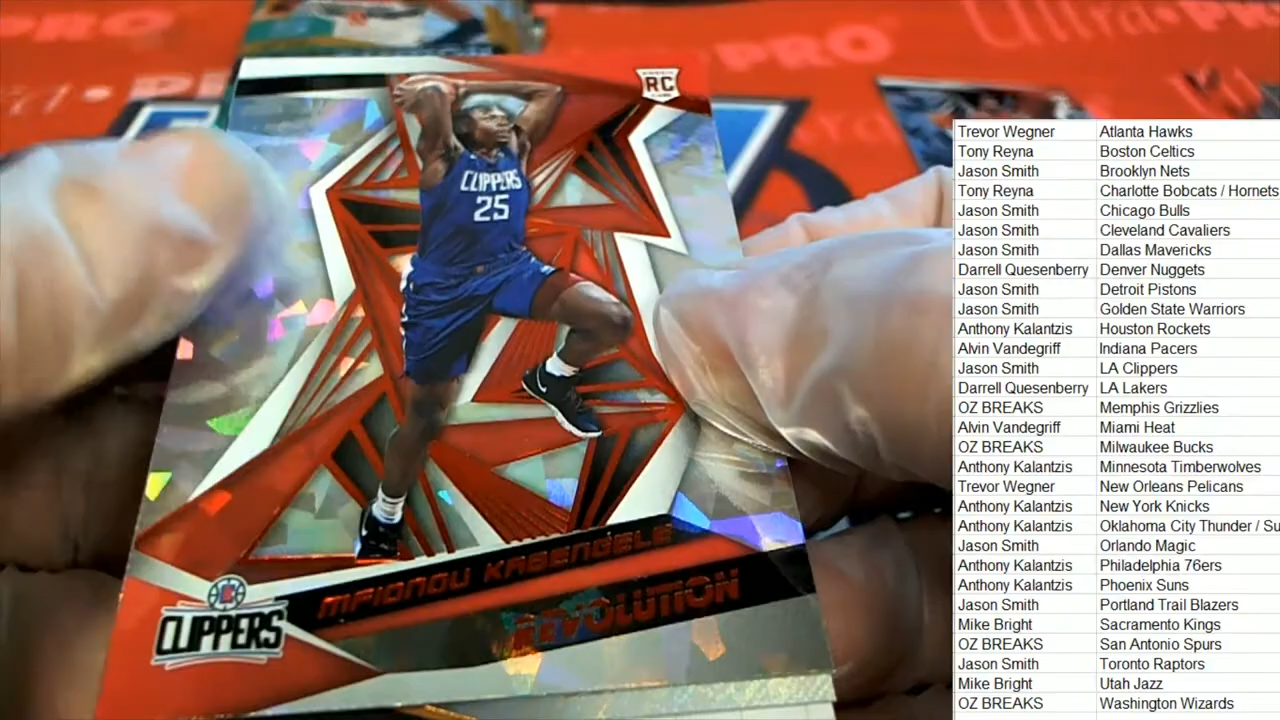 PRO
Ultra•PR
PRO
RC
CLIPPERS
25
MFIONDU KABENGELE
REVOLUTION
CLIPPERS
Trevor Wegner Atlanta Hawks
Tony Reyna Boston Celtics
Jason Smith Brooklyn Nets
Tony Reyna Charlotte Bobcats / Hornets
Jason Smith Chicago Bulls
Jason Smith Cleveland Cavaliers
Jason Smith Dallas Mavericks
Darrell Quesenberry Denver Nuggets
Jason Smith Detroit Pistons
Jason Smith Golden State Warriors
Anthony Kalantzis Houston Rockets
Alvin Vandegriff Indiana Pacers
Jason Smith LA Clippers
Darrell Quesenberry LA Lakers
OZ BREAKS Memphis Grizzlies
Alvin Vandegriff Miami Heat
OZ BREAKS Milwaukee Bucks
Anthony Kalantzis Minnesota Timberwolves
Trevor Wegner New Orleans Pelicans
Anthony Kalantzis New York Knicks
Anthony Kalantzis Oklahoma City Thunder / Su
Jason Smith Orlando Magic
Anthony Kalantzis Philadelphia 76ers
Anthony Kalantzis Phoenix Suns
Jason Smith Portland Trail Blazers
Mike Bright Sacramento Kings
OZ BREAKS San Antonio Spurs
Jason Smith Toronto Raptors
Mike Bright Utah Jazz
OZ BREAKS Washington Wizards